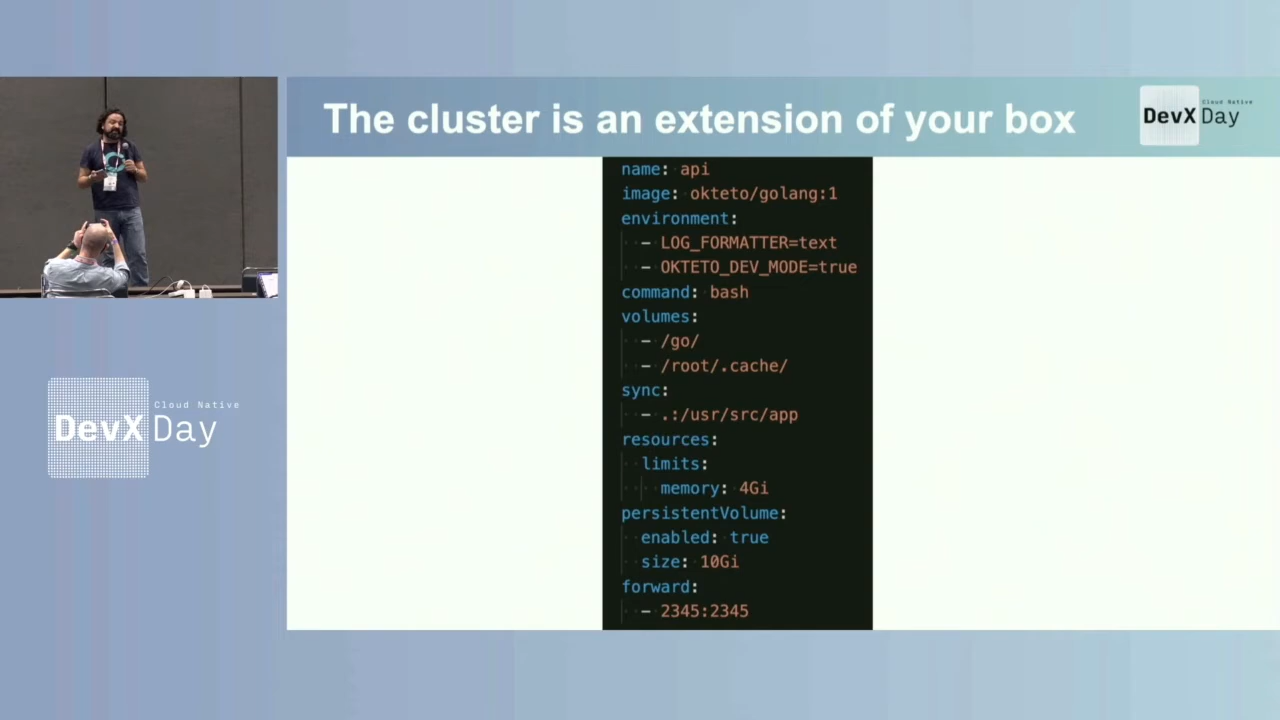 The cluster is an extension of your box
Cloud Native
DevX Day
name: api
image: okteto/golang:1
environment:
- LOG_FORMATTER=text
- OKTETO_DEV_MODE=true
command: bash
volumes:
- /go/
- /root/.cache/
sync:
- .:/usr/src/app
resources:
limits:
memory: 4Gi
persistentVolume:
enabled: true
size: 10Gi
forward:
- 2345:2345
Cloud Native
DevX Day